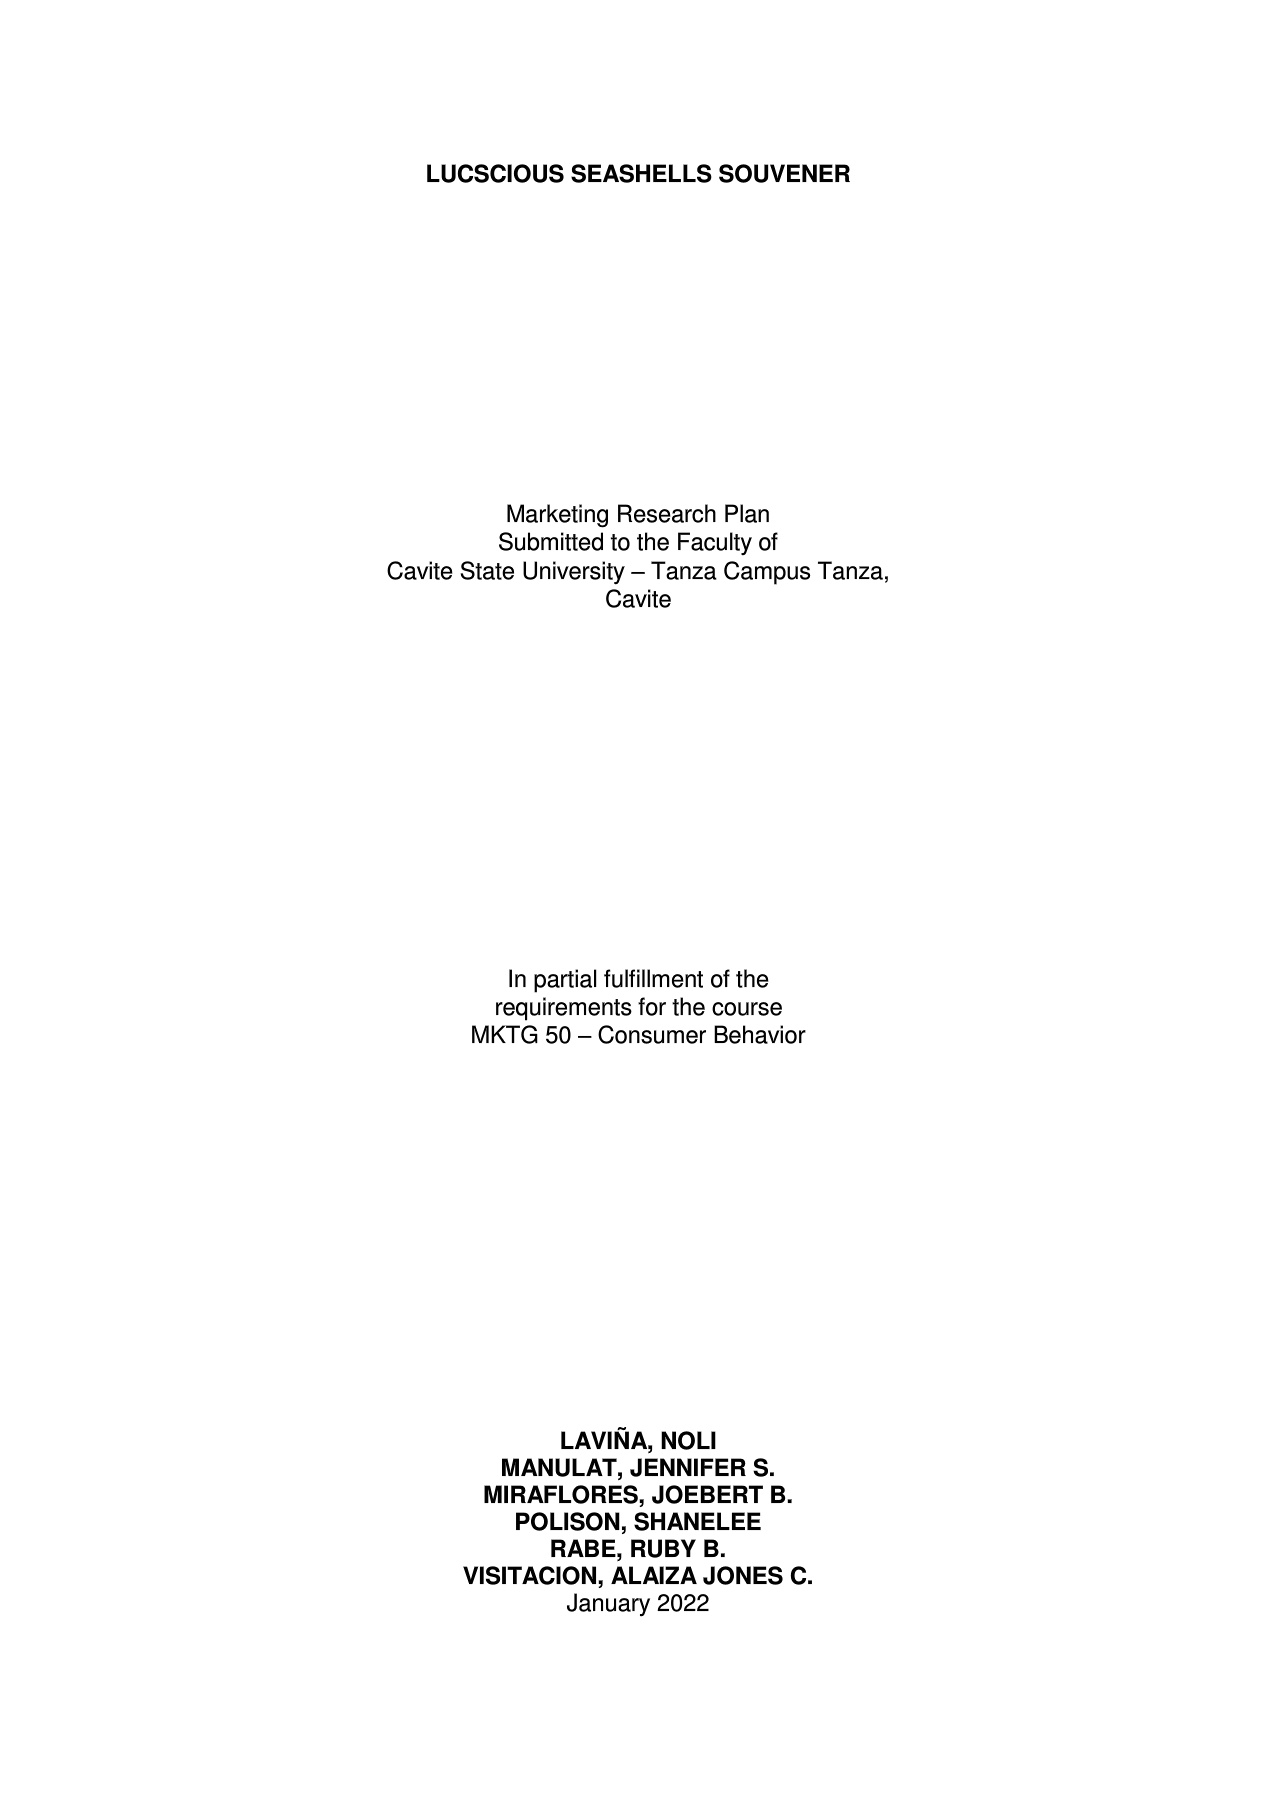 LUCSCIOUS SEASHELLS SOUVENER
Marketing Research Plan
Submitted to the Faculty of
Cavite State University – Tanza Campus Tanza,
Cavite
In partial fulfillment of the
requirements for the course
MKTG 50 – Consumer Behavior
LAVIÑA, NOLI
MANULAT, JENNIFER S.
MIRAFLORES, JOEBERT B.
POLISON, SHANELEE
RABE, RUBY B.
VISITACION, ALAIZA JONES C.
January 2022